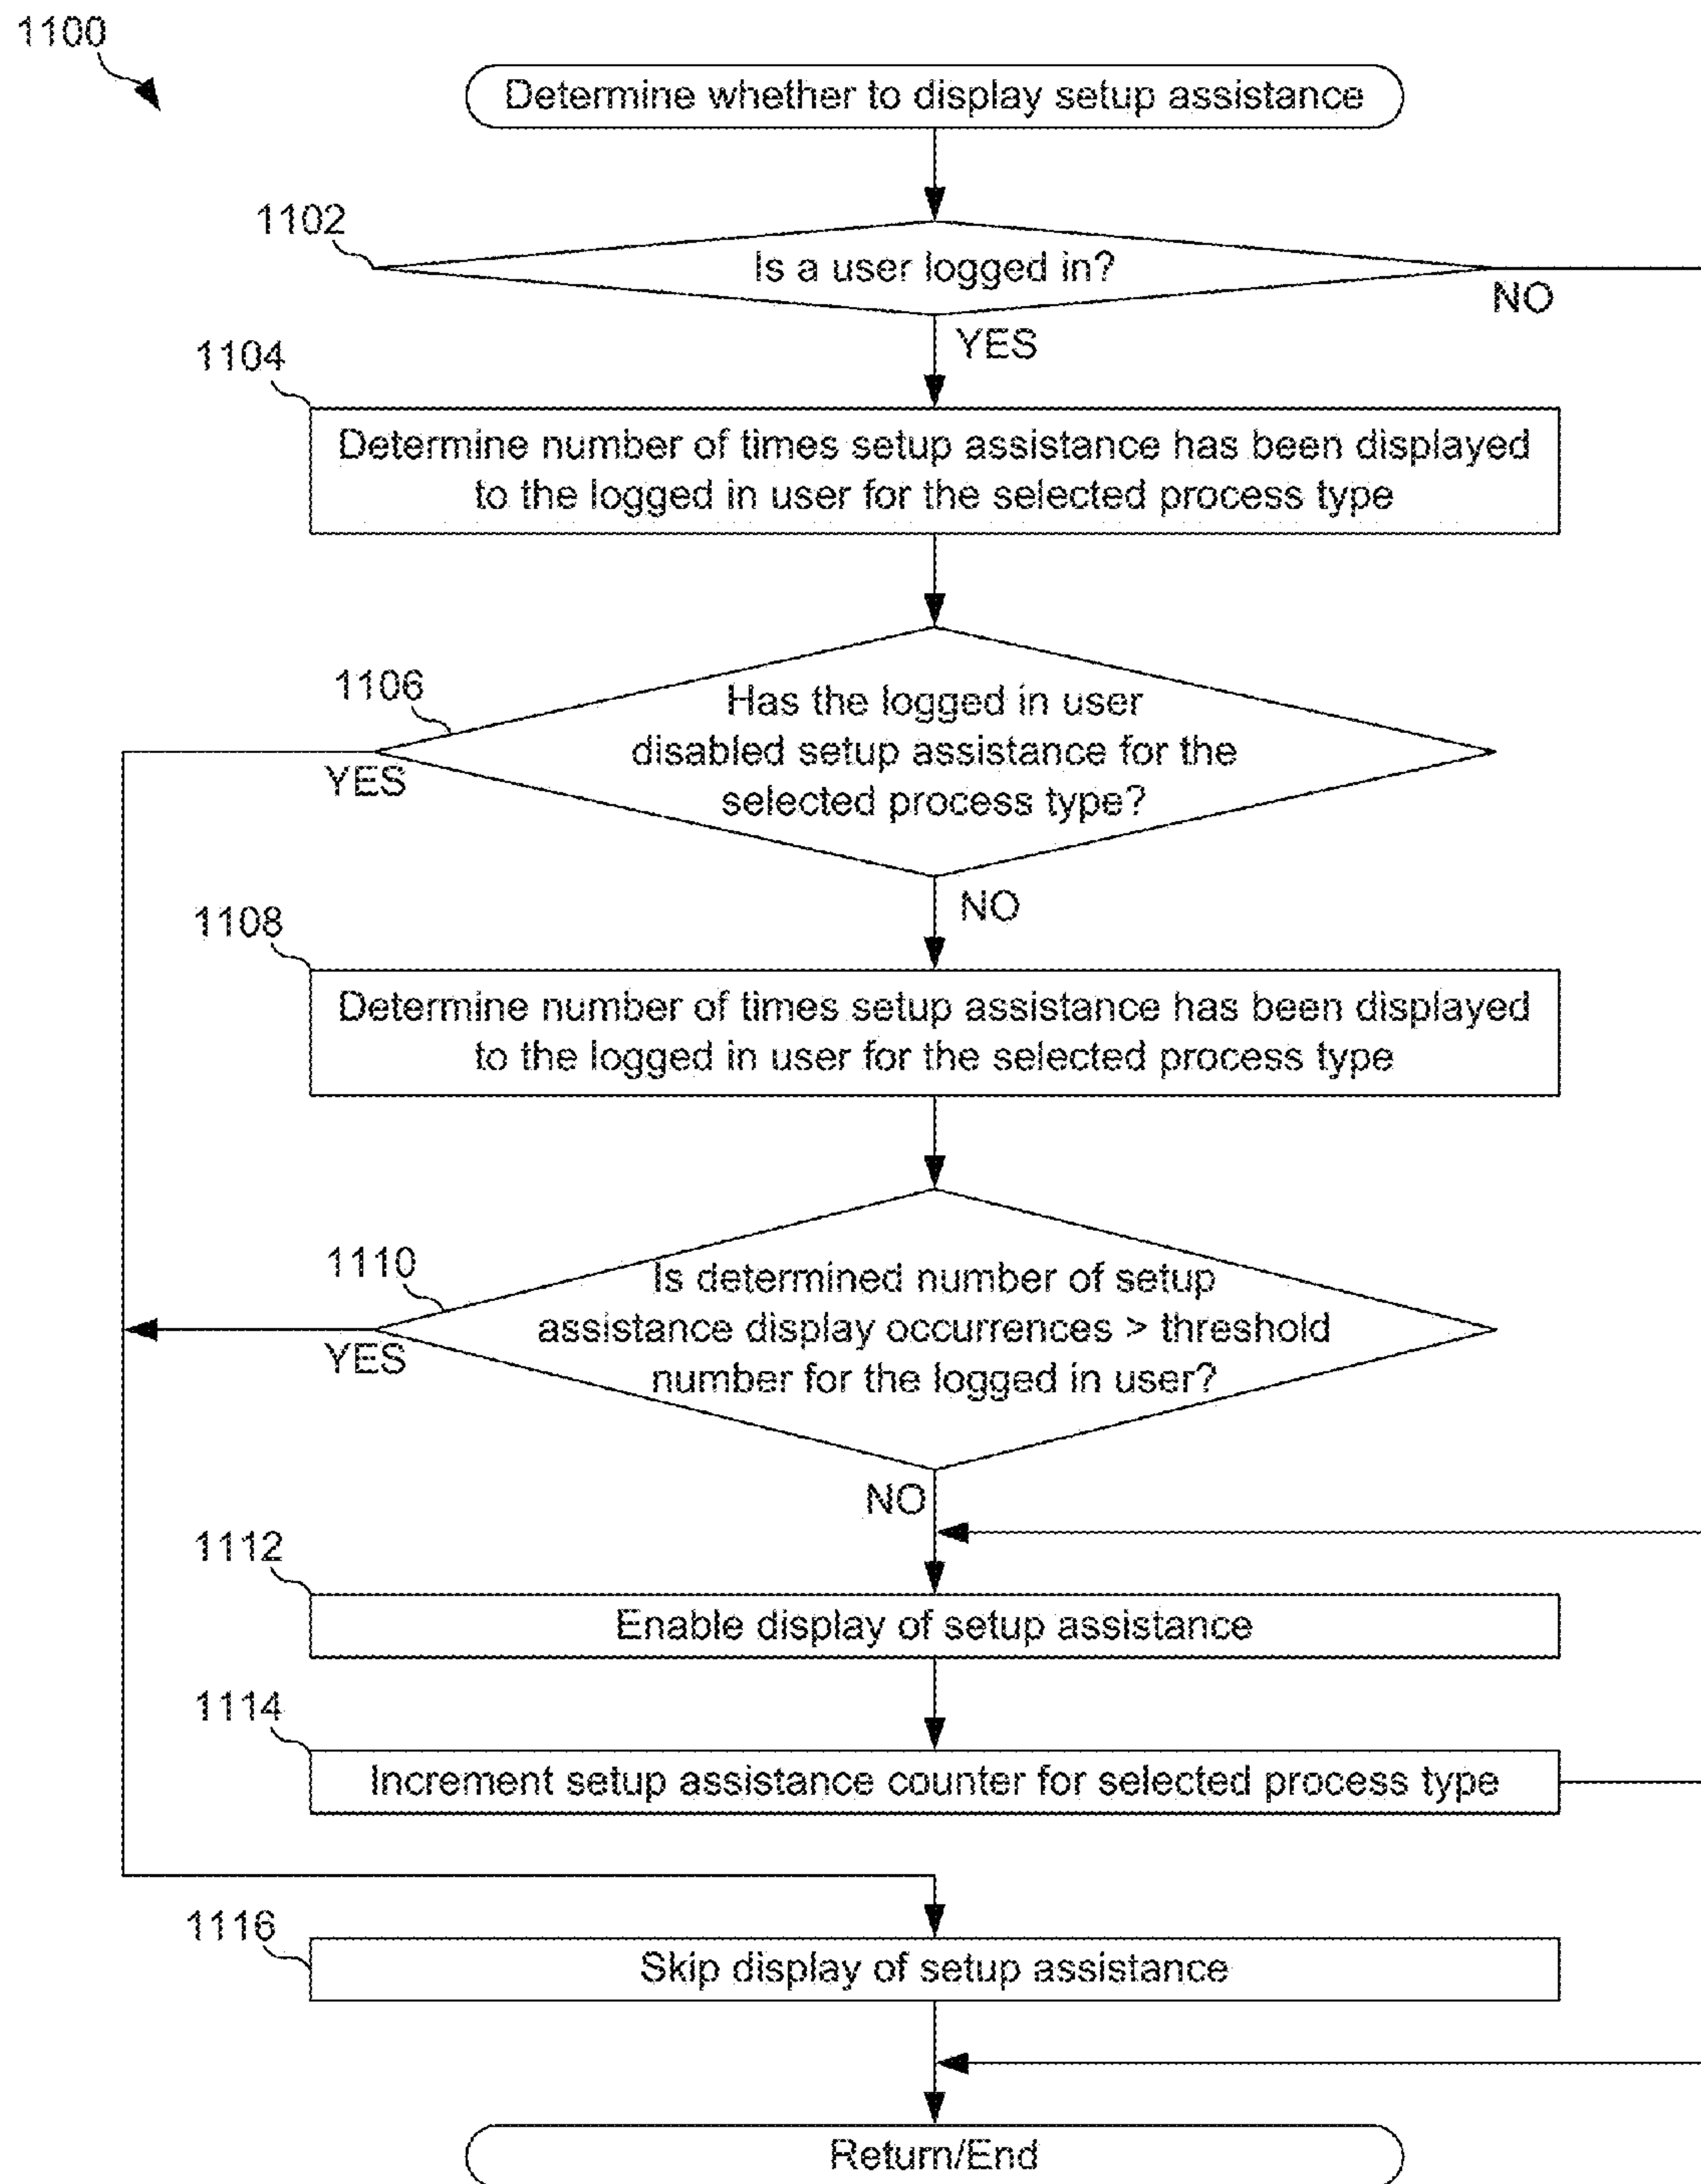 1100
Determine whether to display setup assistance
1102
Is a user logged in?
NO
YES
1104
Determine number of times setup assistance has been displayed
to the logged in user for the selected process type
1106
Has the logged in user
disabled setup assistance for the
selected process type?
YES
NO
1108
Determine number of times setup assistance has been displayed
to the logged in user for the selected process type
1110
Is determined number of setup
assistance display occurrences > threshold
number for the logged in user?
YES
NO
1112
Enable display of setup assistance
1114
Increment setup assistance counter for selected process type
1116
Skip display of setup assistance
Return/End